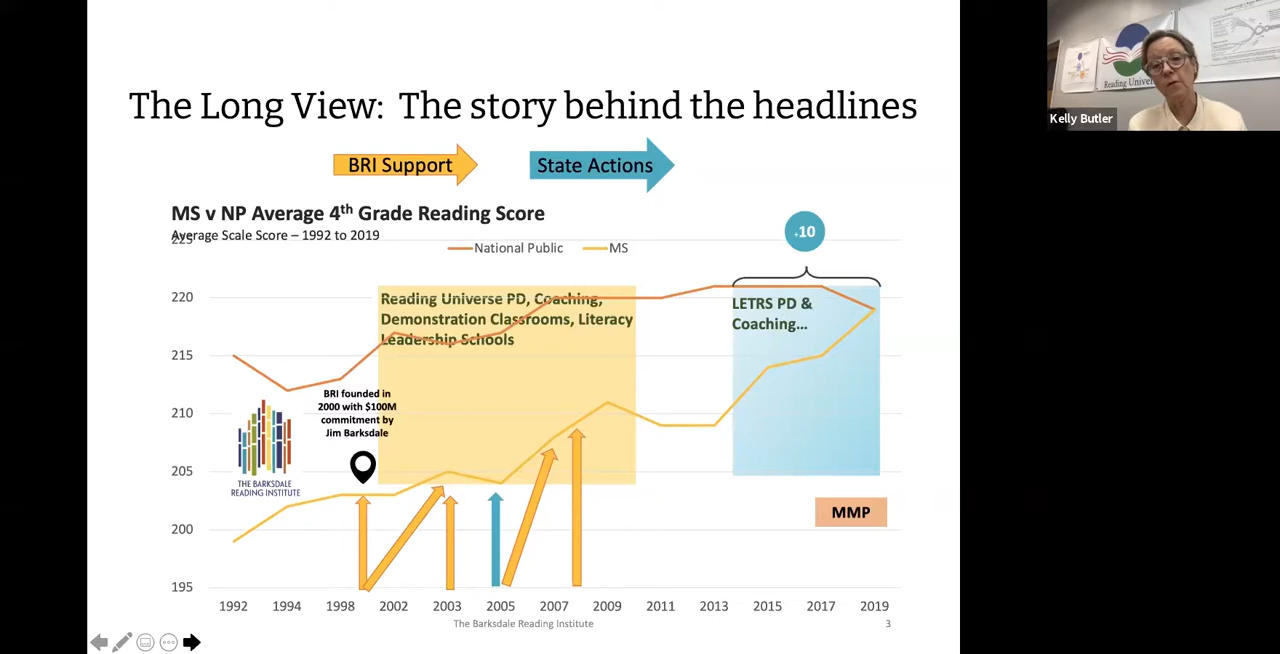 The Long View: The story behind the headlines
BRI Support
State Actions
MS v NP Average 4th Grade Reading Score
Average Scale Score – 1992 to 2019
225
National Public
MS
+10
220
215
210
205
200
195
Reading Universe PD, Coaching,
Demonstration Classrooms, Literacy
Leadership Schools
LETRS PD &
Coaching…
BRI founded in
2000 with $100M
commitment by
Jim Barksdale
THE BARKSDALE
READING INSTITUTE
MMP
1992 1994 1998 2002 2003 2005 2007 2009 2011 2013 2015 2017 2019
The Barksdale Reading Institute
3
Kelly Butler